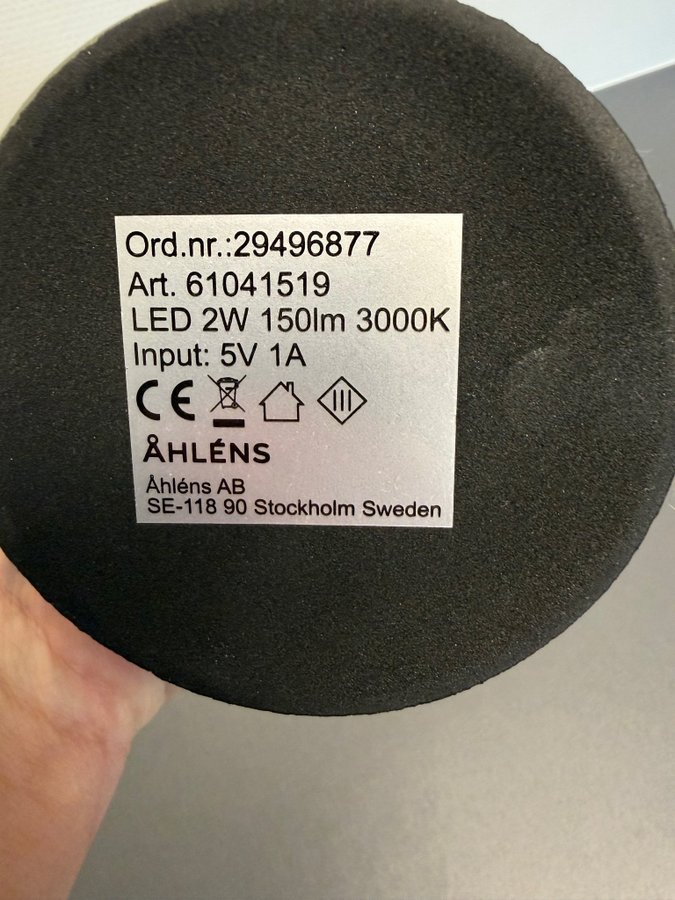 Ord.nr.:29496877
Art. 61041519
LED 2W 150lm 3000K
Input: 5V 1A
CE
ÅHLÉNS
Åhléns AB
SE-118 90 Stockholm Sweden